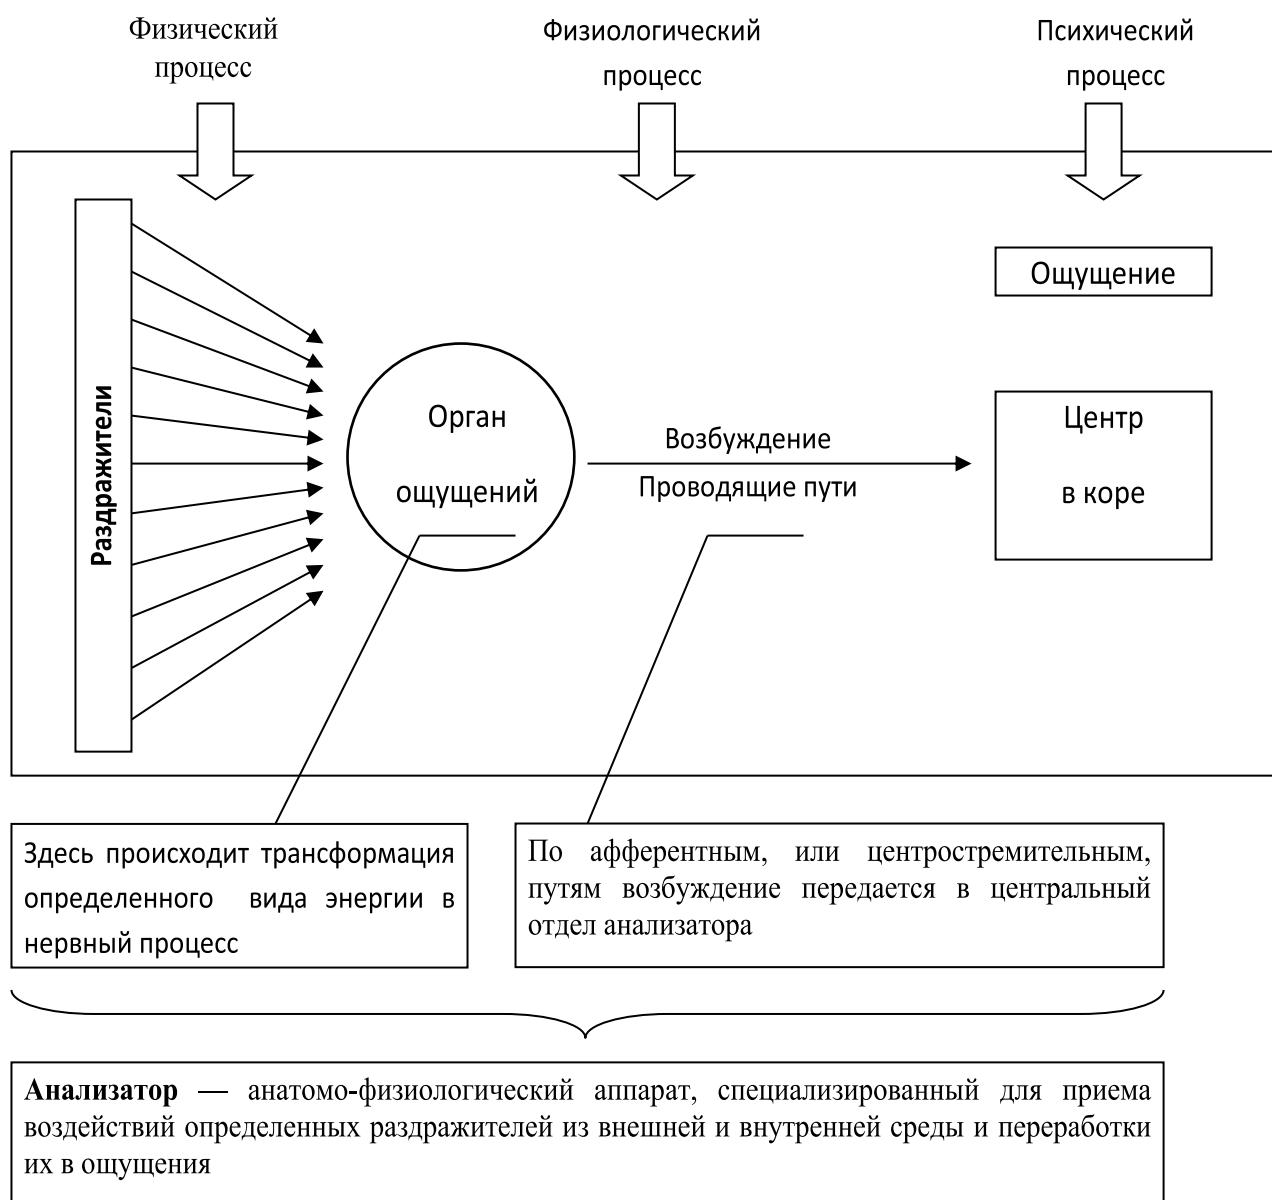 Физический
процесс
Физиологический
процесс
Психический
процесс
Раздражители
Ощущение
Орган
ощущений
Возбуждение
Проводящие пути
Центр
в коре
Здесь происходит трансформация
определенного вида энергии в
нервный процесс
По афферентным, или центростремительным,
путям возбуждение передается в центральный
отдел анализатора
Анализатор — анатомо-физиологический аппарат, специализированный для приема
воздействий определенных раздражителей из внешней и внутренней среды и переработки
их в ощущения